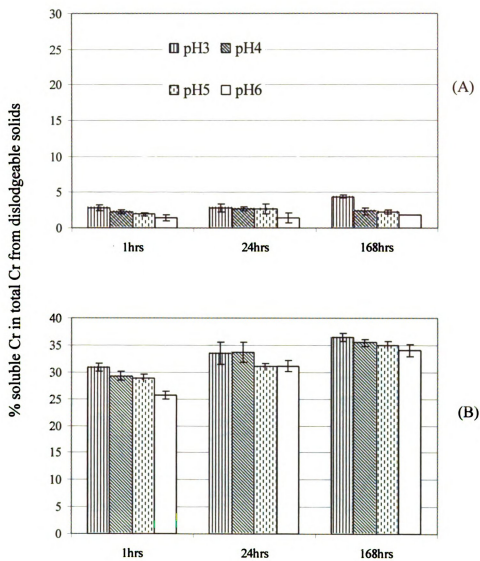 % soluble Cr in total Cr from dislodgeable solids
30
25
20
15
10
5
0
pH3 pH4
pH5 pH6
(A)
1hrs 24hrs 168hrs
40
35
30
25
20
15
10
5
0
(B)
1hrs 24hrs 168hrs